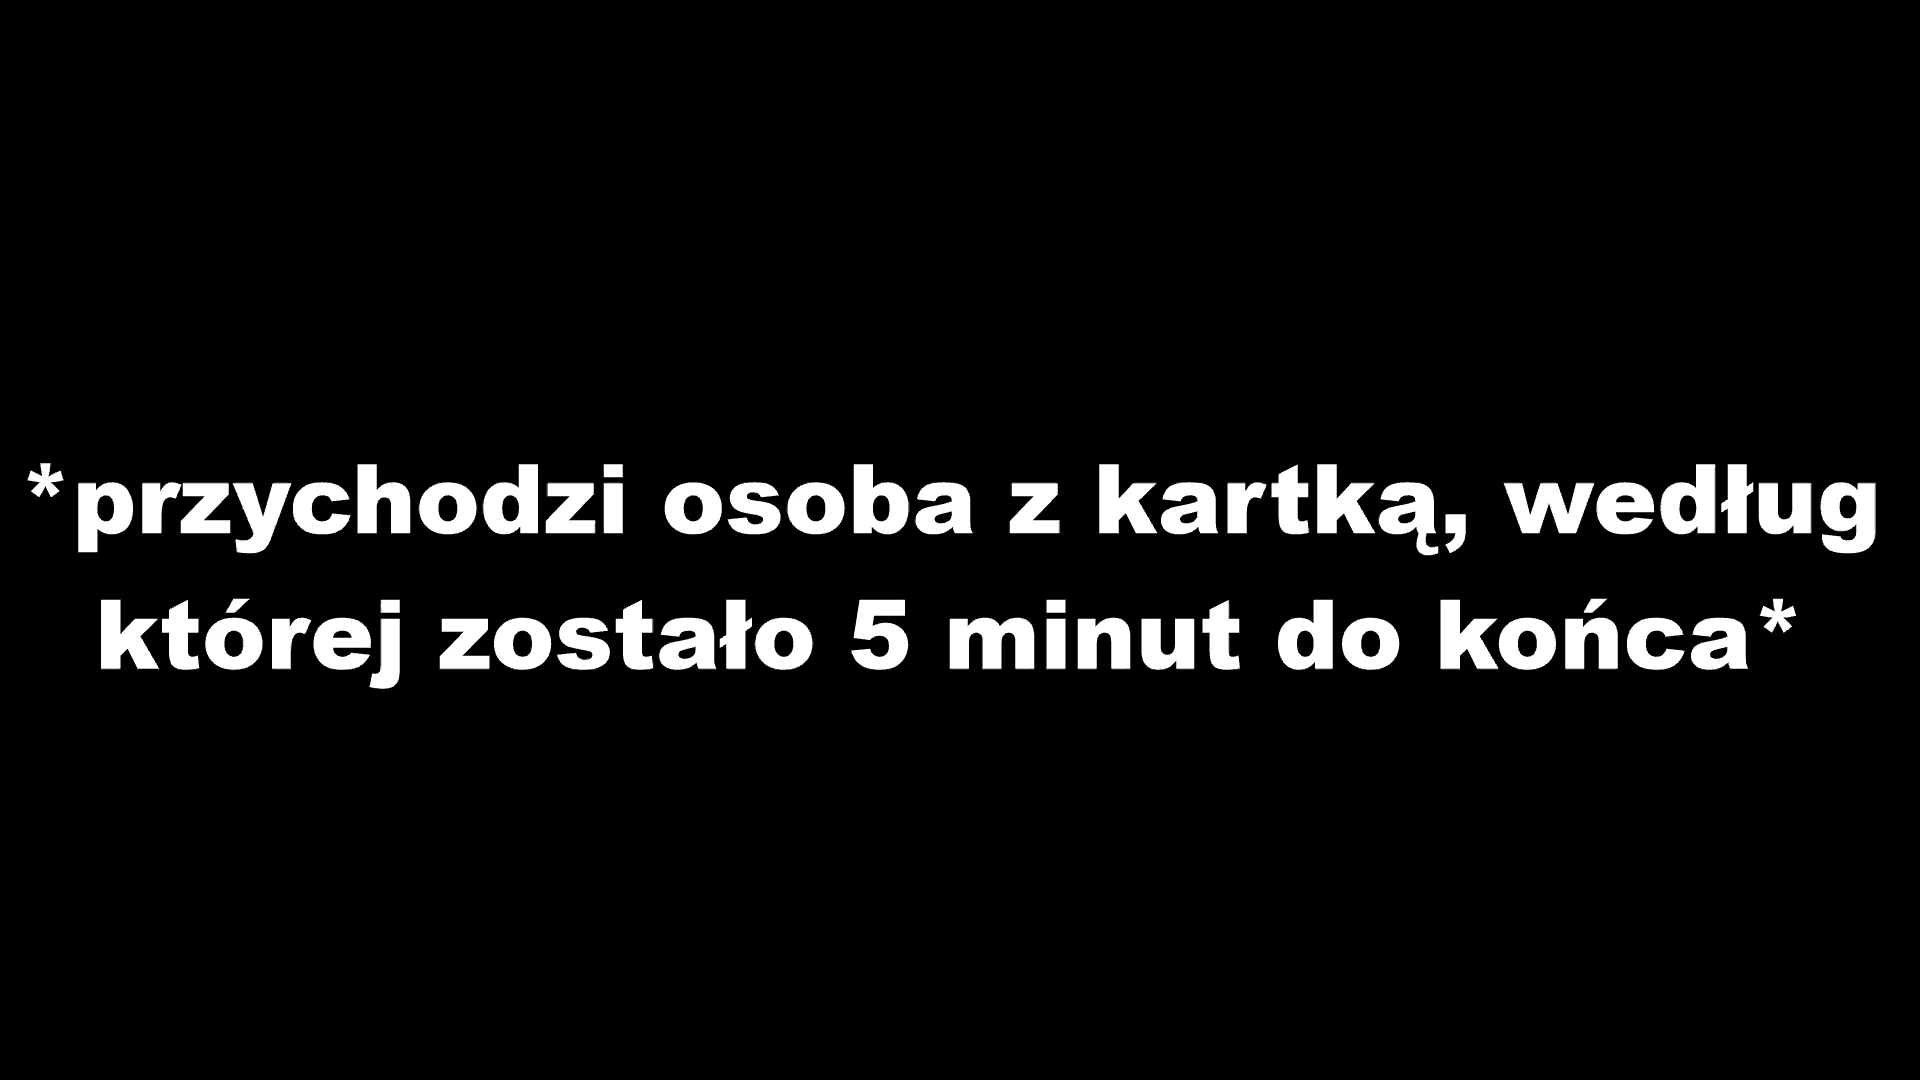 *przychodzi osoba z kartką, według
której zostało 5 minut do końca*